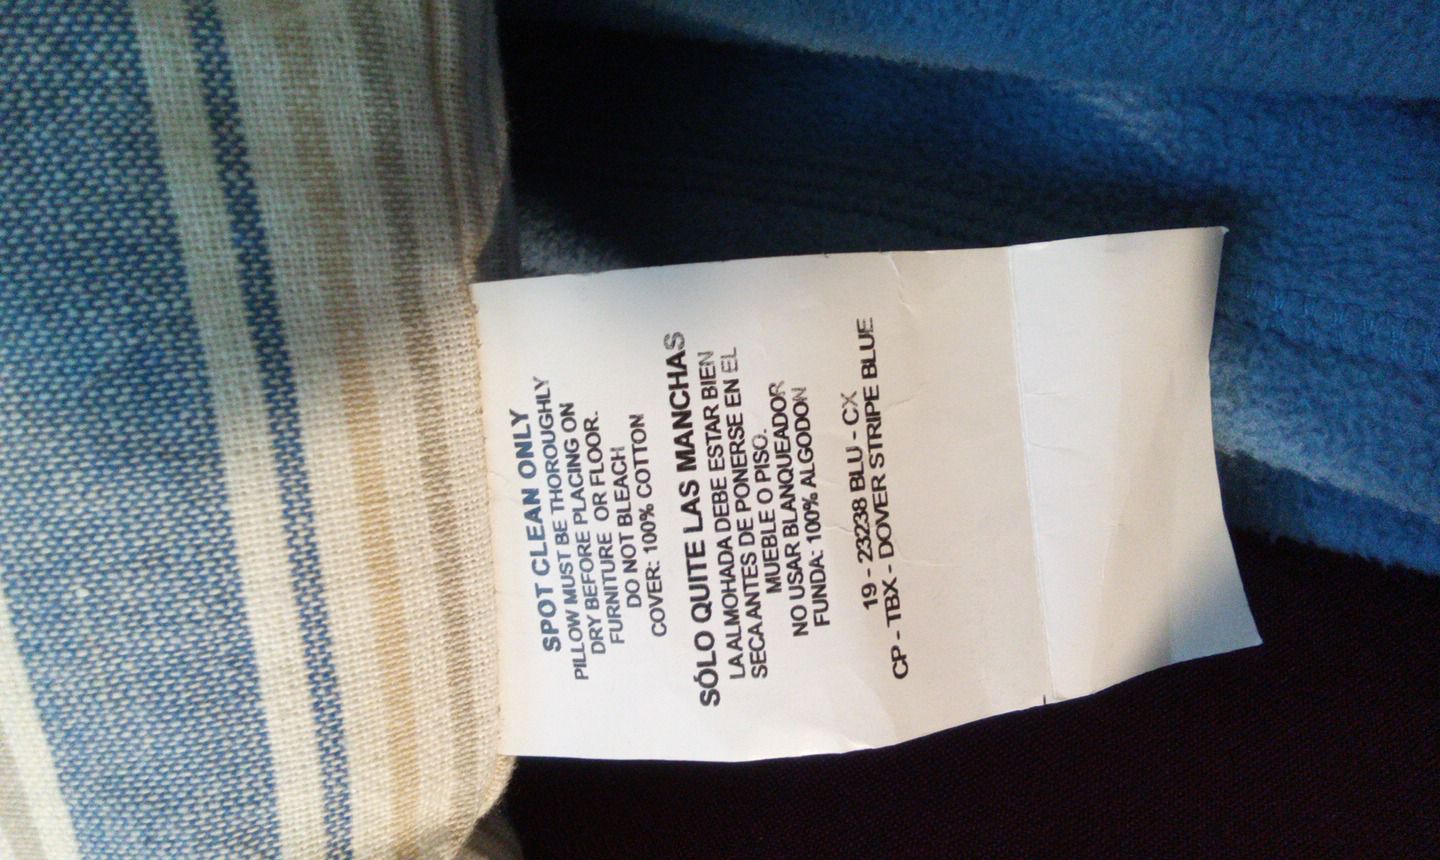 SPOT CLEAN ONLY
PILLOW MUST BE THOROUGHLY
DRY BEFORE PLACING ON
FURNITURE OR FLOOR.
DO NOT BLEACH
COVER: 100% COTTON
SÓLO QUITE LAS MANCHAS
LA ALMOHADA DEBE ESTAR BIEN
SECA ANTES DE PONERSE EN EL
MUEBLE O PISO.
NO USAR BLANQUEADOR
FUNDA: 100% ALGODON
19 - 23238 BLU - CX
CP - TBX - DOVER STRIPE BLUE